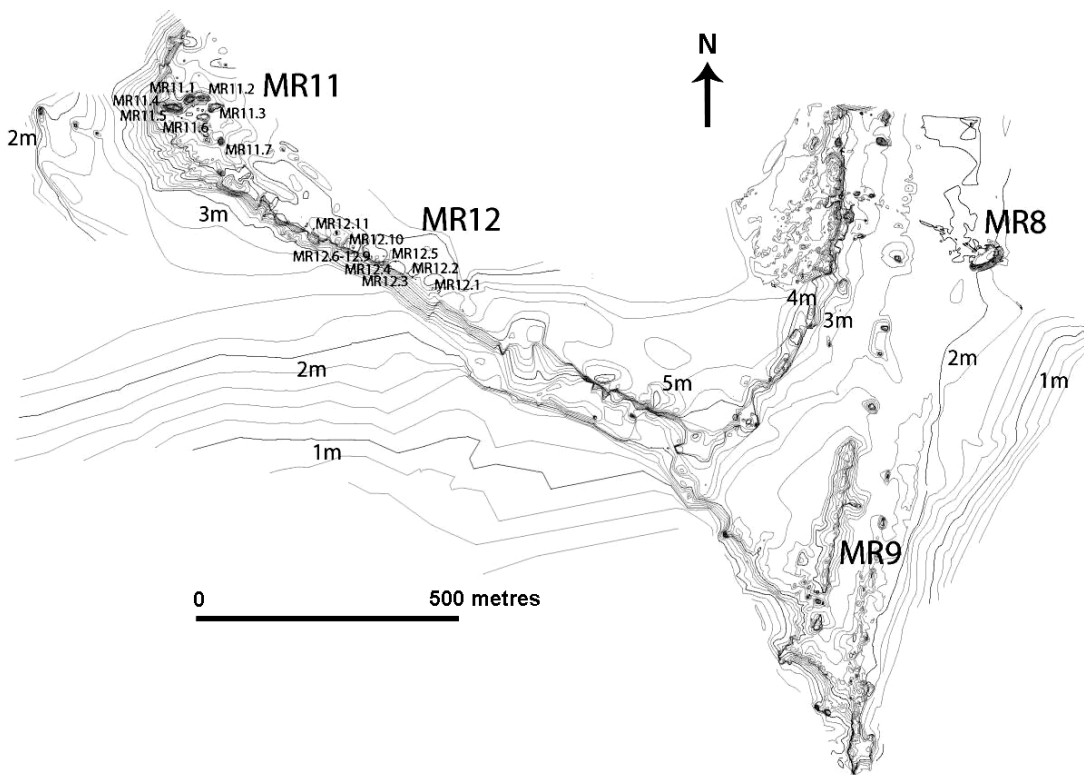 N
MR11
MR11.1
MR11.2
MR11.4
MR11.3
MR11.5
MR11.6
MR11.7
2m
3m
MR12
MR12.11
MR12.10
MR12.6-12.9
MR12.5
MR12.4
MR12.2
MR12.3
MR12.1
MR8
4m
3m
2m
1m
2m
5m
1m
MR9
0
500 metres